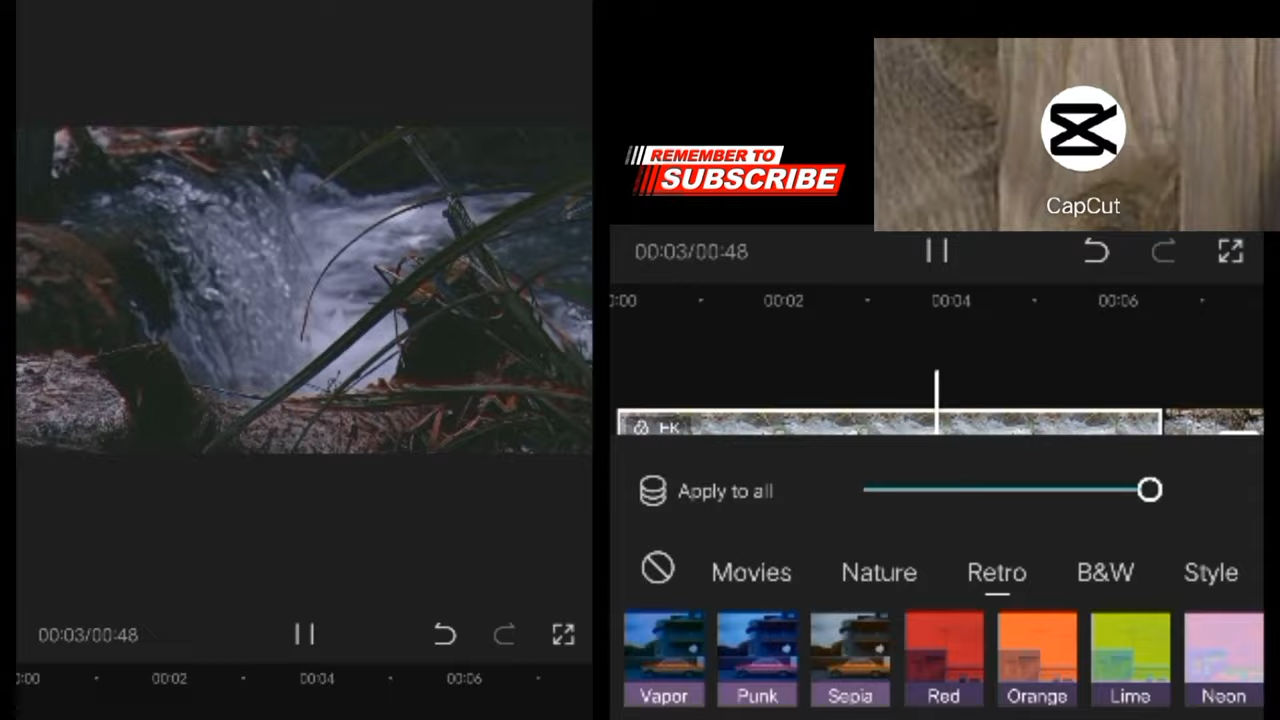 REMEMBER TO
SUBSCRIBE
CapCut
00:03/00:48
00:02
00:04
00:06
Apply to all
Movies
Nature
Retro
B&W
Style
Vapor
Punk
Sepia
Red
Orange
Lime
Neon
00:03/00:48
:00
00:02
00:04
00:06